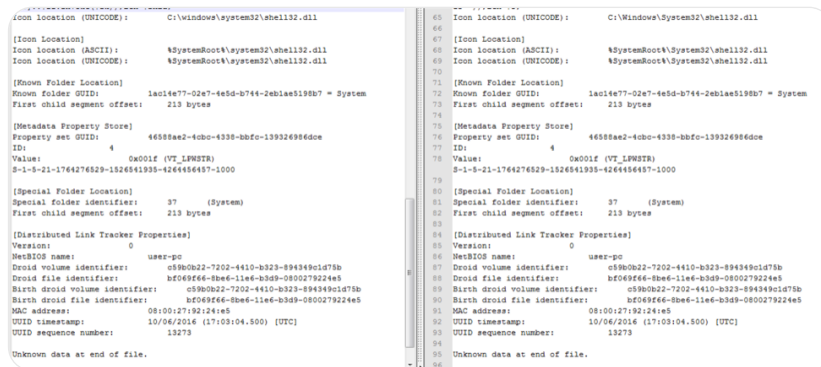 Icon location (UNICODE): C:\windows\system32\shell32.dll
[Icon Location]
Icon location (ASCII): %SystemRoot%\system32\shell32.dll
Icon location (UNICODE): %SystemRoot%\system32\shell32.dll
[Known Folder Location]
Known folder GUID: 1ac14e77-02e7-4e5d-b744-2eb1ae5198b7 = System
First child segment offset: 213 bytes
[Metadata Property Store]
Property set GUID: 46588ae2-4cbc-4338-bbfc-139326986dce
ID: 4
Value: 0x001f (VT_LPWSTR)
S-1-5-21-1764276529-1526541935-4264456457-1000
[Special Folder Location]
Special folder identifier: 37 (System)
First child segment offset: 213 bytes
[Distributed Link Tracker Properties]
Version: 0
NetBIOS name: user-pc
Droid volume identifier: c59b0b22-7202-4410-b323-894349c1d75b
Droid file identifier: bf069f66-8be6-11e6-b3d9-0800279224e5
Birth droid volume identifier: c59b0b22-7202-4410-b323-894349c1d75b
Birth droid file identifier: bf069f66-8be6-11e6-b3d9-0800279224e5
MAC address: 08:00:27:92:24:e5
UUID timestamp: 10/06/2016 (17:03:04.500) [UTC]
UUID sequence number: 13273
Unknown data at end of file.
65 Icon location (UNICODE): C:\Windows\System32\shell32.dll
66
67 [Icon Location]
68 Icon location (ASCII): %SystemRoot%\System32\shell32.dll
69 Icon location (UNICODE): %SystemRoot%\System32\shell32.dll
70
71 [Known Folder Location]
72 Known folder GUID: 1ac14e77-02e7-4e5d-b744-2eb1ae5198b7 = System
73 First child segment offset: 213 bytes
74
75 [Metadata Property Store]
76 Property set GUID: 46588ae2-4cbc-4338-bbfc-139326986dce
77 ID: 4
78 Value: 0x001f (VT_LPWSTR)
S-1-5-21-1764276529-1526541935-4264456457-1000
79
80 [Special Folder Location]
81 Special folder identifier: 37 (System)
82 First child segment offset: 213 bytes
83
84 [Distributed Link Tracker Properties]
85 Version: 0
86 NetBIOS name: user-pc
87 Droid volume identifier: c59b0b22-7202-4410-b323-894349c1d75b
88 Droid file identifier: bf069f66-8be6-11e6-b3d9-0800279224e5
89 Birth droid volume identifier: c59b0b22-7202-4410-b323-894349c1d75b
90 Birth droid file identifier: bf069f66-8be6-11e6-b3d9-0800279224e5
91 MAC address: 08:00:27:92:24:e5
92 UUID timestamp: 10/06/2016 (17:03:04.500) [UTC]
93 UUID sequence number: 13273
94
95 Unknown data at end of file.
96